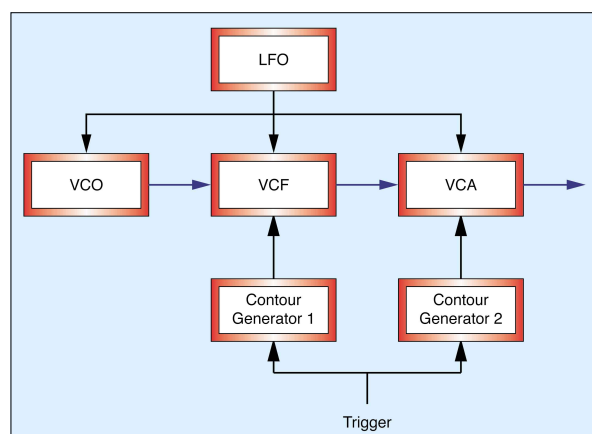 LFO
VCO
VCF
VCA
Contour
Generator 1
Contour
Generator 2
Trigger